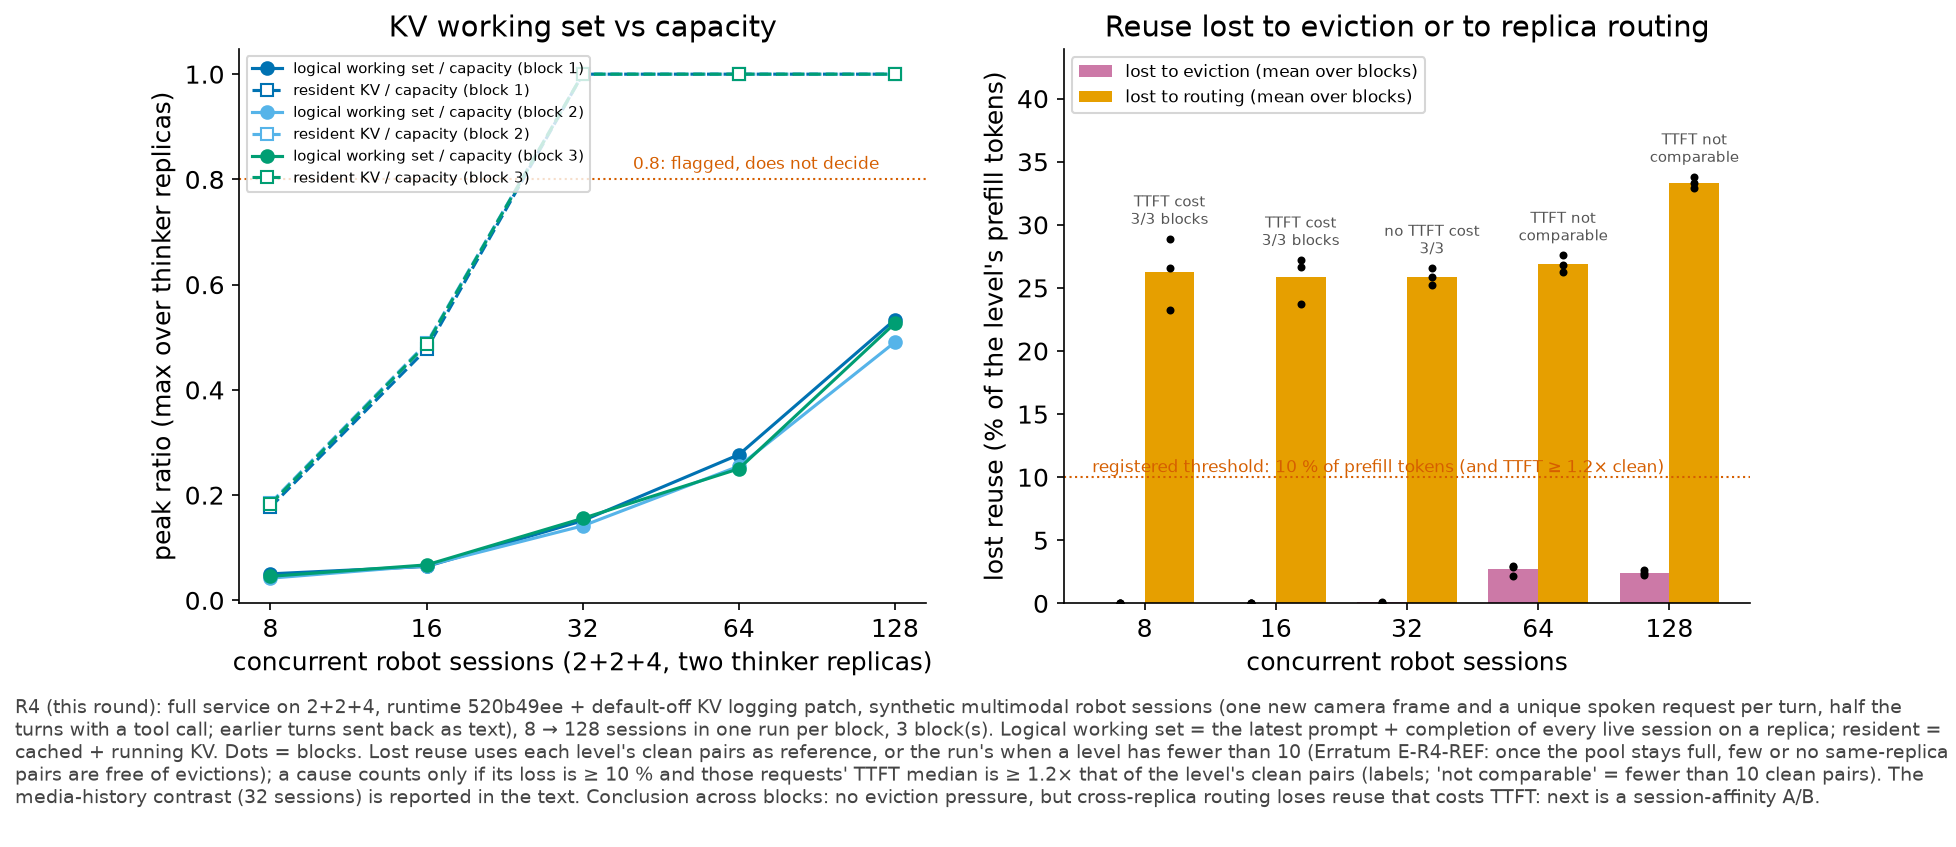 KV working set vs capacity
logical working set / capacity (block 1)
resident KV / capacity (block 1)
logical working set / capacity (block 2)
resident KV / capacity (block 2)
logical working set / capacity (block 3)
resident KV / capacity (block 3)
0.8: flagged, does not decide
peak ratio (max over thinker replicas)
1.0
0.8
0.6
0.4
0.2
0.0
8
16
32
64
128
concurrent robot sessions (2+2+4, two thinker replicas)
Reuse lost to eviction or to replica routing
lost to eviction (mean over blocks)
lost to routing (mean over blocks)
lost reuse (% of the level's prefill tokens)
40
35
30
25
20
15
10
5
0
TTFT cost
3/3 blocks
TTFT cost
3/3 blocks
no TTFT cost
3/3
TTFT not
comparable
TTFT not
comparable
registered threshold: 10 % of prefill tokens (and TTFT ≥ 1.2× clean)
8
16
32
64
128
concurrent robot sessions
R4 (this round): full service on 2+2+4, runtime 520b49ee + default-off KV logging patch, synthetic multimodal robot sessions (one new camera frame and a unique spoken request per turn, half the
turns with a tool call; earlier turns sent back as text), 8 → 128 sessions in one run per block, 3 block(s). Logical working set = the latest prompt + completion of every live session on a replica; resident =
cached + running KV. Dots = blocks. Lost reuse uses each level's clean pairs as reference, or the run's when a level has fewer than 10 (Erratum E-R4-REF: once the pool stays full, few or no same-replica
pairs are free of evictions); a cause counts only if its loss is ≥ 10 % and those requests' TTFT median is ≥ 1.2× that of the level's clean pairs (labels; 'not comparable' = fewer than 10 clean pairs). The
media-history contrast (32 sessions) is reported in the text. Conclusion across blocks: no eviction pressure, but cross-replica routing loses reuse that costs TTFT: next is a session-affinity A/B.